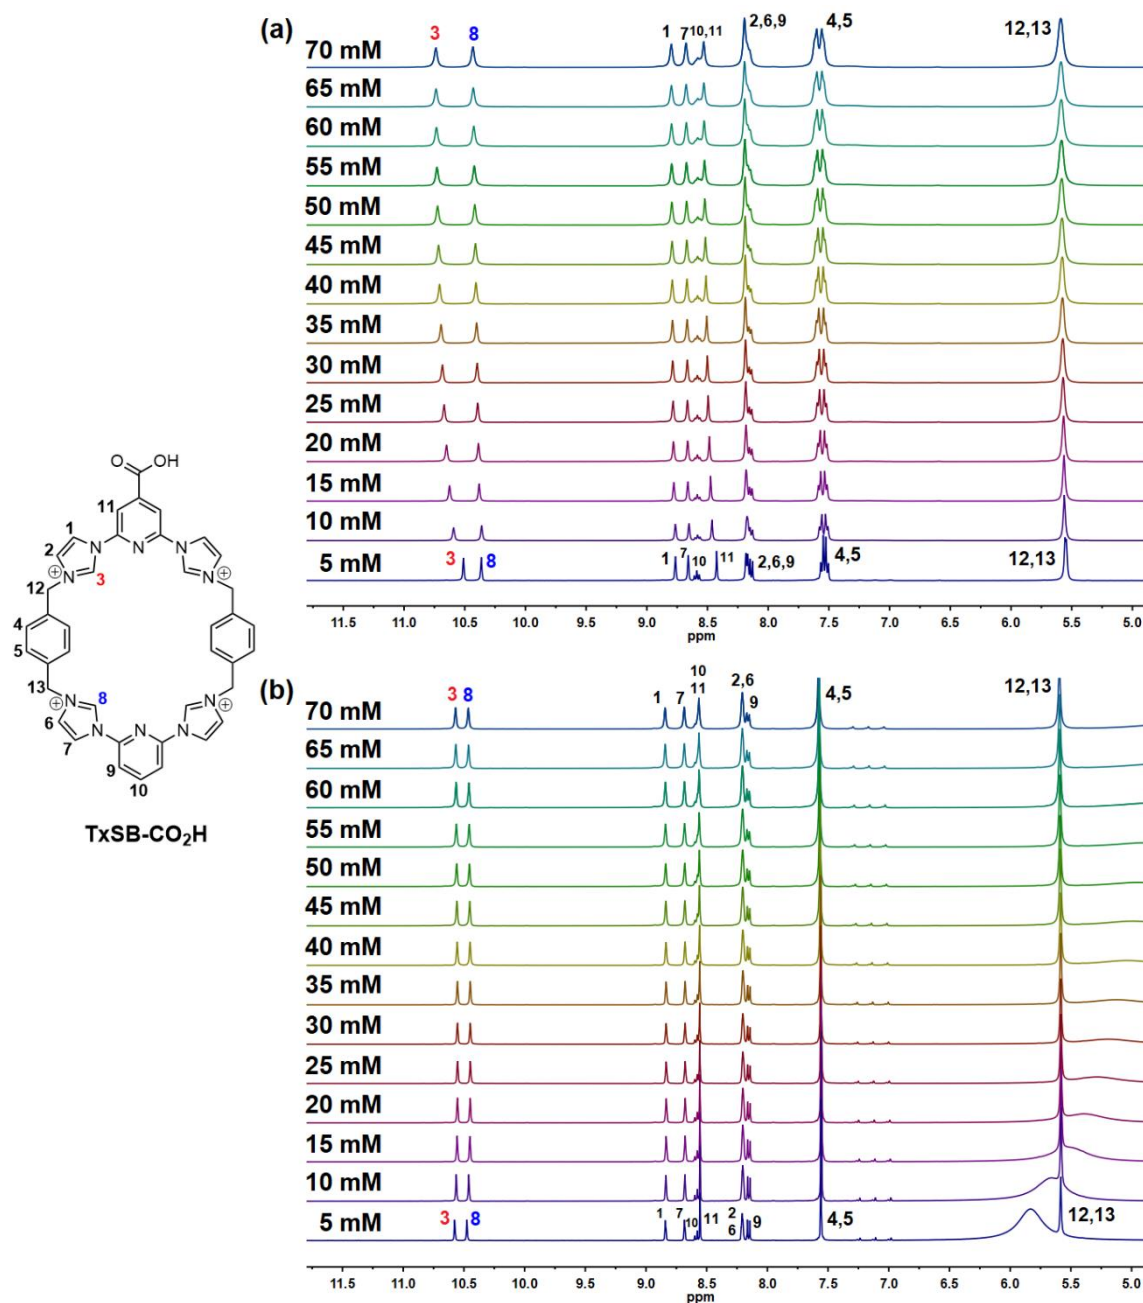 (a)
3 8 1 7 10,11 2,6,9 4,5 12,13
70 mM
65 mM
60 mM
55 mM
50 mM
45 mM
40 mM
35 mM
30 mM
25 mM
20 mM
15 mM
10 mM
5 mM
3 8 1 7 10 11 2,6,9 4,5 12,13
11.5 11.0 10.5 10.0 9.5 9.0 8.5 8.0 7.5 7.0 6.5 6.0 5.5 5.0
ppm
O OH
11
1
2 N N N
N + 3 N +
12
4
5
13
N + 8 N +
6 N N N
7
9
10
TxSB-CO2H
(b)
3 8 1 7 10 11 2,6 9 4,5 12,13
70 mM
65 mM
60 mM
55 mM
50 mM
45 mM
40 mM
35 mM
30 mM
25 mM
20 mM
15 mM
10 mM
5 mM
3 8 1 7 10 11 2 6 9 4,5 12,13
11.5 11.0 10.5 10.0 9.5 9.0 8.5 8.0 7.5 7.0 6.5 6.0 5.5 5.0
ppm